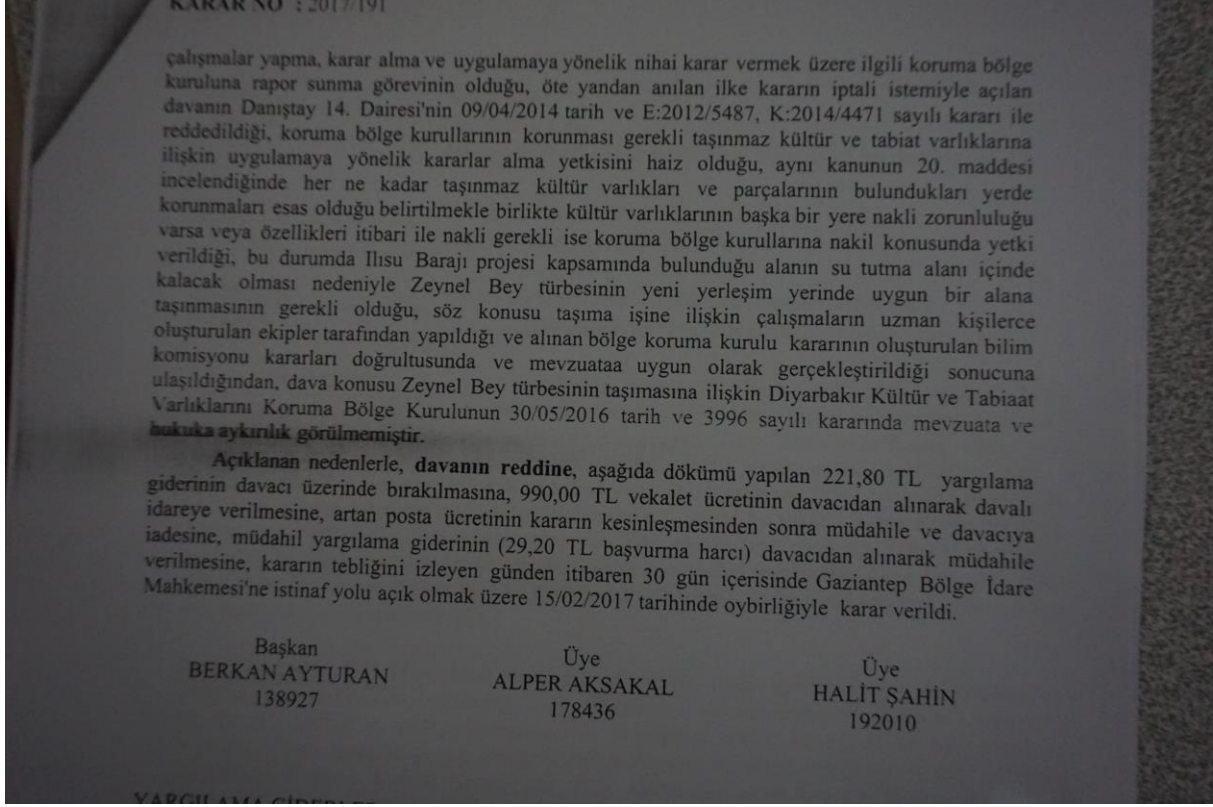 KARAR NO : 2017/191
çalışmalar yapma, karar alma ve uygulamaya yönelik nihai karar vermek üzere ilgili koruma bölge
kuruluna rapor sunma görevinin olduğu, öte yandan anılan ilke kararın iptali istemiyle açılan
davanın Danıştay 14. Dairesi'nin 09/04/2014 tarih ve E:2012/5487, K:2014/4471 sayılı kararı ile
reddedildiği, koruma bölge kurullarının korunması gerekli taşınmaz kültür ve tabiat varlıklarına
ilişkin uygulamaya yönelik kararlar alma yetkisini haiz olduğu, aynı kanunun 20. maddesi
incelendiğinde her ne kadar taşınmaz kültür varlıkları ve parçalarının bulundukları yerde
korunmaları esas olduğu belirtilmekle birlikte kültür varlıklarının başka bir yere nakli zorunluluğu
varsa veya özellikleri itibari ile nakli gerekli ise koruma bölge kurullarına nakil konusunda yetki
verildiği, bu durumda Ilısu Barajı projesi kapsamında bulunduğu alanın su tutma alanı içinde
kalacak olması nedeniyle Zeynel Bey türbesinin yeni yerleşim yerinde uygun bir alana
taşınmasının gerekli olduğu, söz konusu taşıma işine ilişkin çalışmaların uzman kişilerce
oluşturulan ekipler tarafından yapıldığı ve alınan bölge koruma kurulu kararının oluşturulan bilim
komisyonu kararları doğrultusunda ve mevzuataa uygun olarak gerçekleştirildiği sonucuna
ulaşıldığından, dava konusu Zeynel Bey türbesinin taşımasına ilişkin Diyarbakır Kültür ve Tabiaat
Varlıklarını Koruma Bölge Kurulunun 30/05/2016 tarih ve 3996 sayılı kararında mevzuata ve
hukuka aykırılık görülmemiştir.
Açıklanan nedenlerle, davanın reddine, aşağıda dökümü yapılan 221,80 TL yargılama
giderinin davacı üzerinde bırakılmasına, 990,00 TL vekalet ücretinin davacıdan alınarak davalı
idareye verilmesine, artan posta ücretinin kararın kesinleşmesinden sonra müdahile ve davacıya
iadesine, müdahil yargılama giderinin (29,20 TL başvurma harcı) davacıdan alınarak müdahile
verilmesine, kararın tebliğini izleyen günden itibaren 30 gün içerisinde Gaziantep Bölge İdare
Mahkemesi'ne istinaf yolu açık olmak üzere 15/02/2017 tarihinde oybirliğiyle karar verildi.
Başkan
BERKAN AYTURAN
138927
Üye
ALPER AKSAKAL
178436
Üye
HALİT ŞAHİN
192010
YARGILAMA